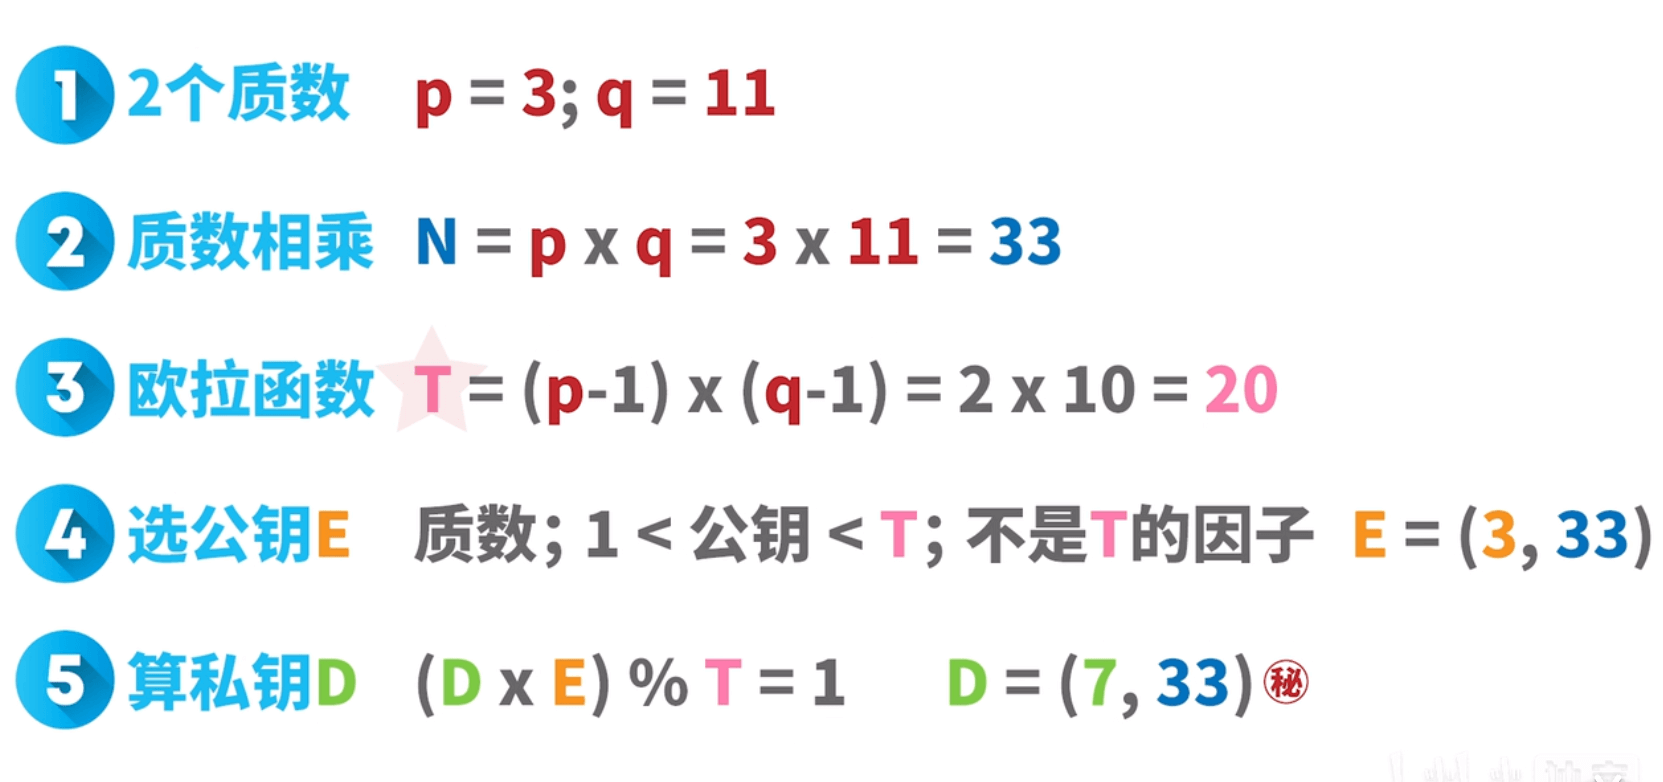 1 2个质数 p = 3; q = 11
2 质数相乘 N = p x q = 3 x 11 = 33
3 欧拉函数 T = (p-1) x (q-1) = 2 x 10 = 20
4 选公钥E 质数; 1 < 公钥 < T; 不是T的因子 E = (3, 33)
5 算私钥D (D x E) % T = 1 D = (7, 33) 秘